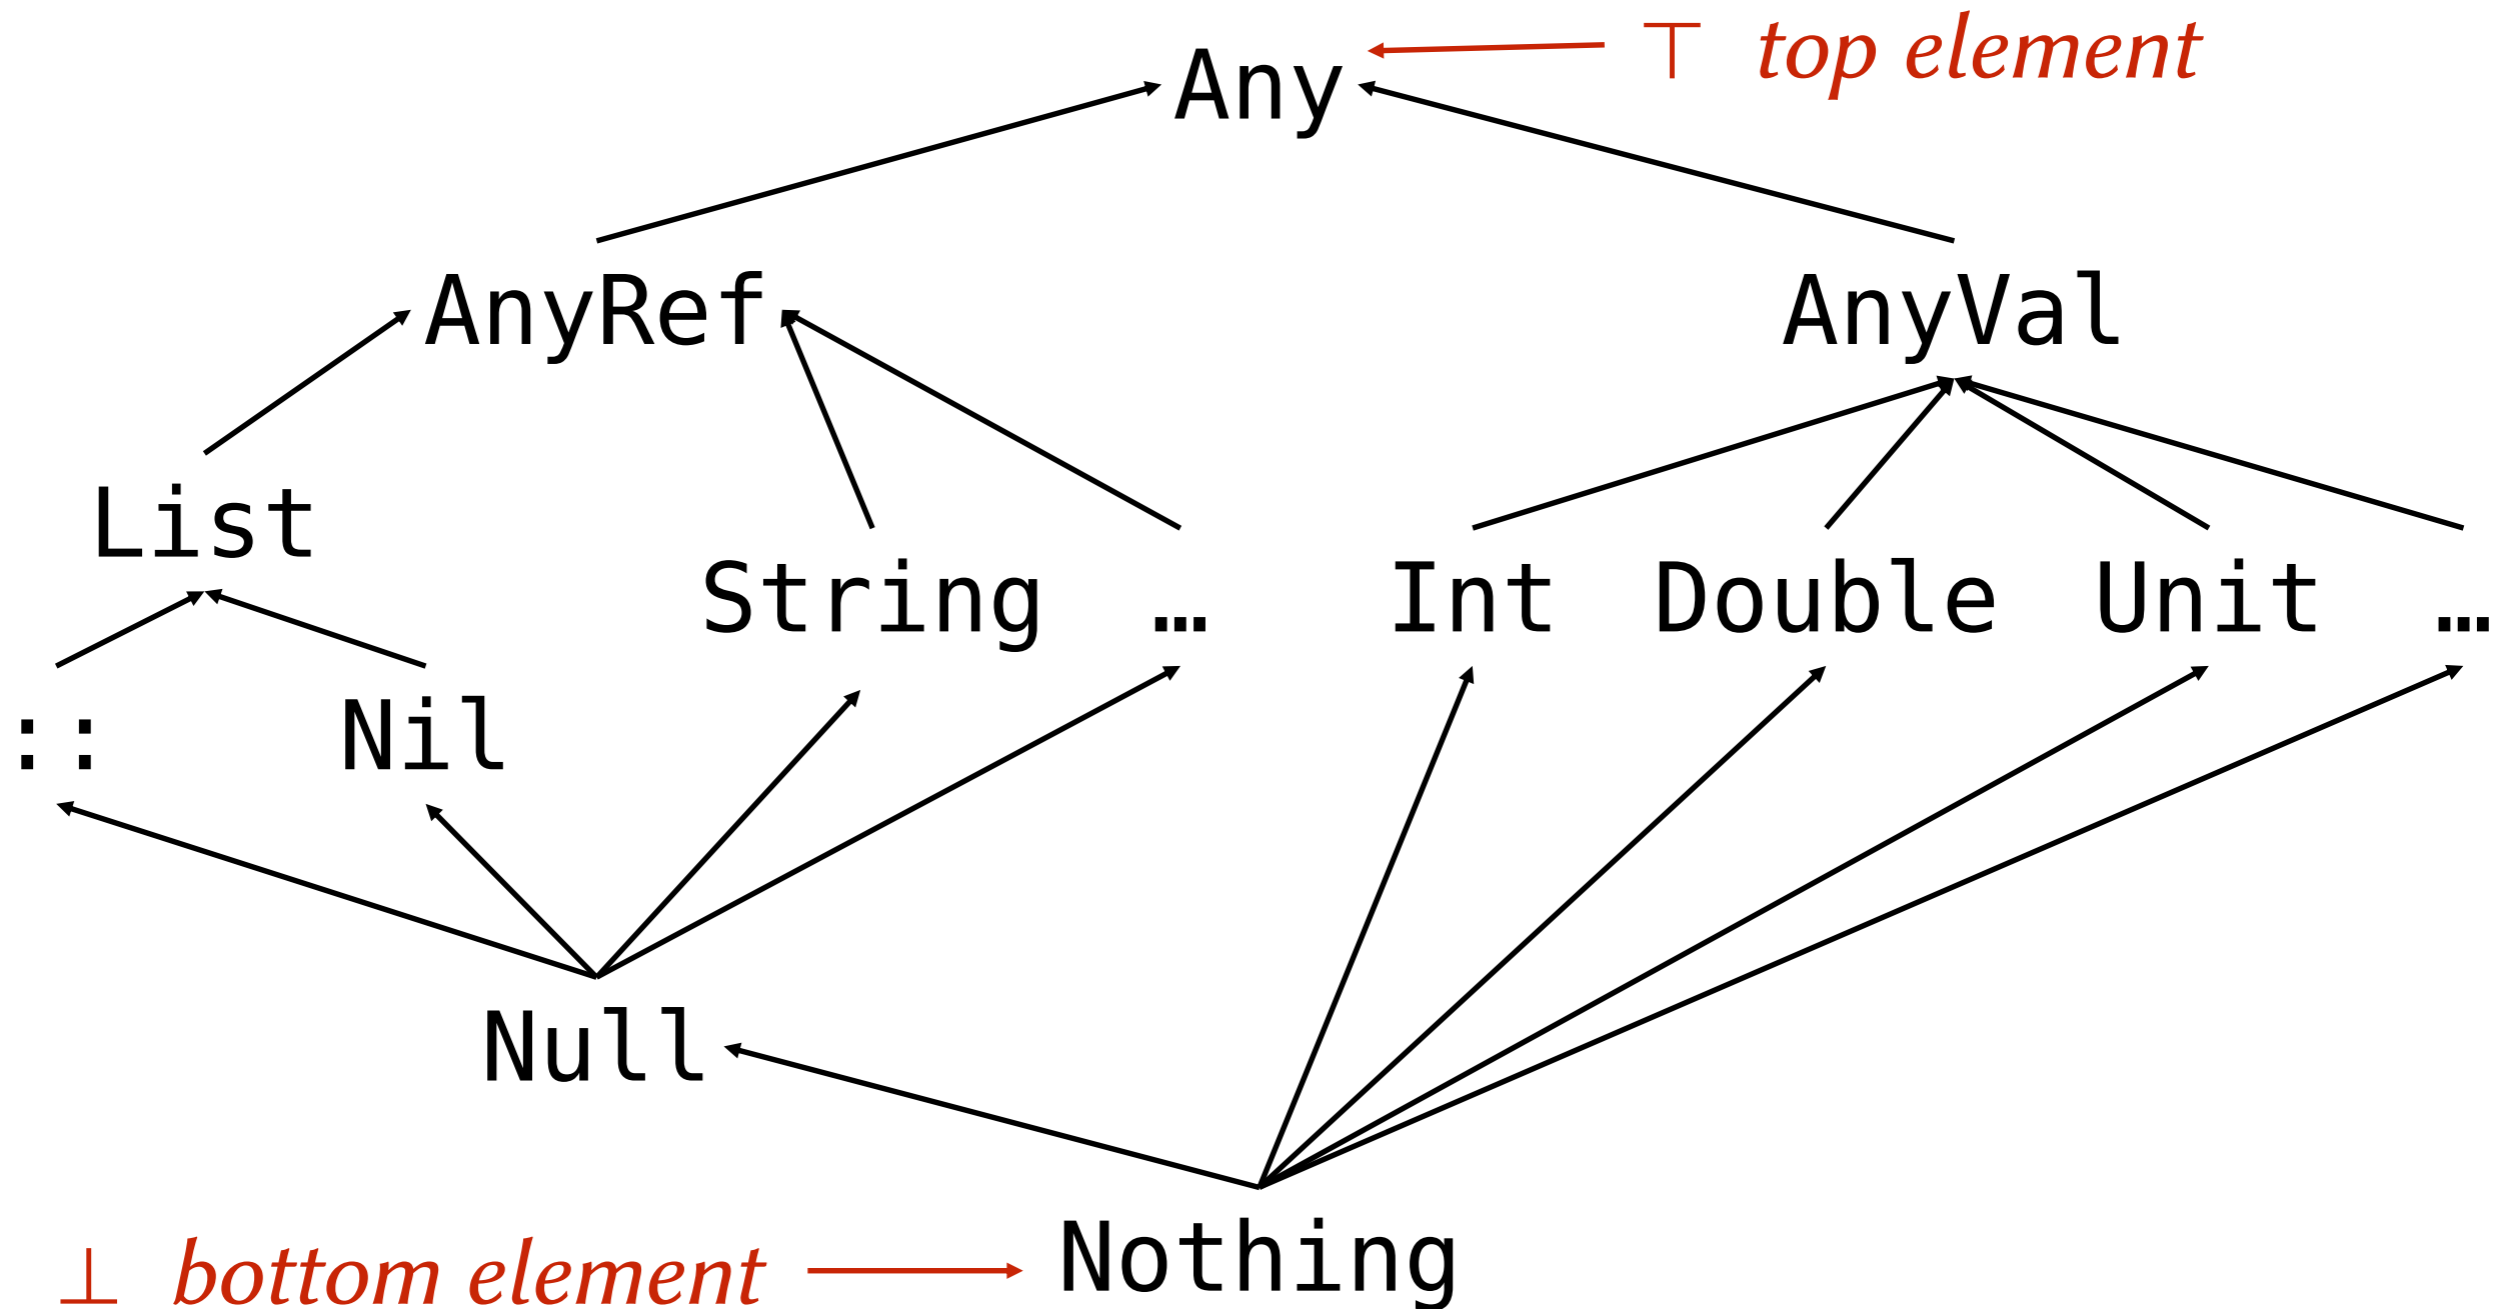 Any
⊤ top element
AnyRef
AnyVal
List
String
…
Int
Double
Unit
…
::
Nil
Null
Nothing
⊥ bottom element